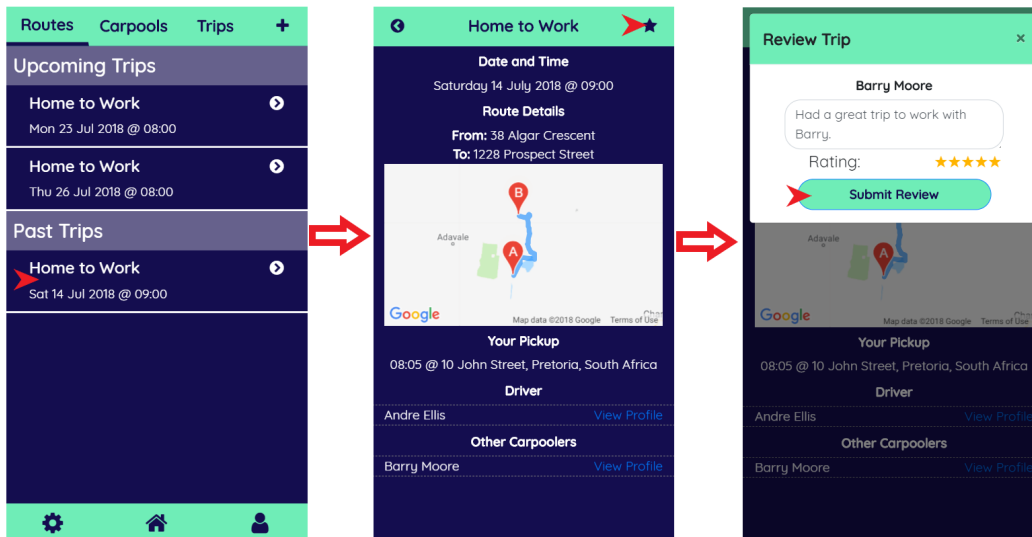 Routes Carpools Trips +
Upcoming Trips
Home to Work
Mon 23 Jul 2018 @ 08:00
Home to Work
Thu 26 Jul 2018 @ 08:00
Past Trips
Home to Work
Sat 14 Jul 2018 @ 09:00
Home to Work
Date and Time
Saturday 14 July 2018 @ 09:00
Route Details
From: 38 Algar Crescent
To: 1228 Prospect Street
B
Adavale
A
Google Map data ©2018 Google Terms of Use
Your Pickup
08:05 @ 10 John Street, Pretoria, South Africa
Driver
Andre Ellis View Profile
Other Carpoolers
Barry Moore View Profile
Review Trip ×
Barry Moore
Had a great trip to work with
Barry.
Rating:
Submit Review
Adavale
A
Google Map data ©2018 Google Terms of Use
Your Pickup
08:05 @ 10 John Street, Pretoria, South Africa
Driver
Andre Ellis View Profile
Other Carpoolers
Barry Moore View Profile